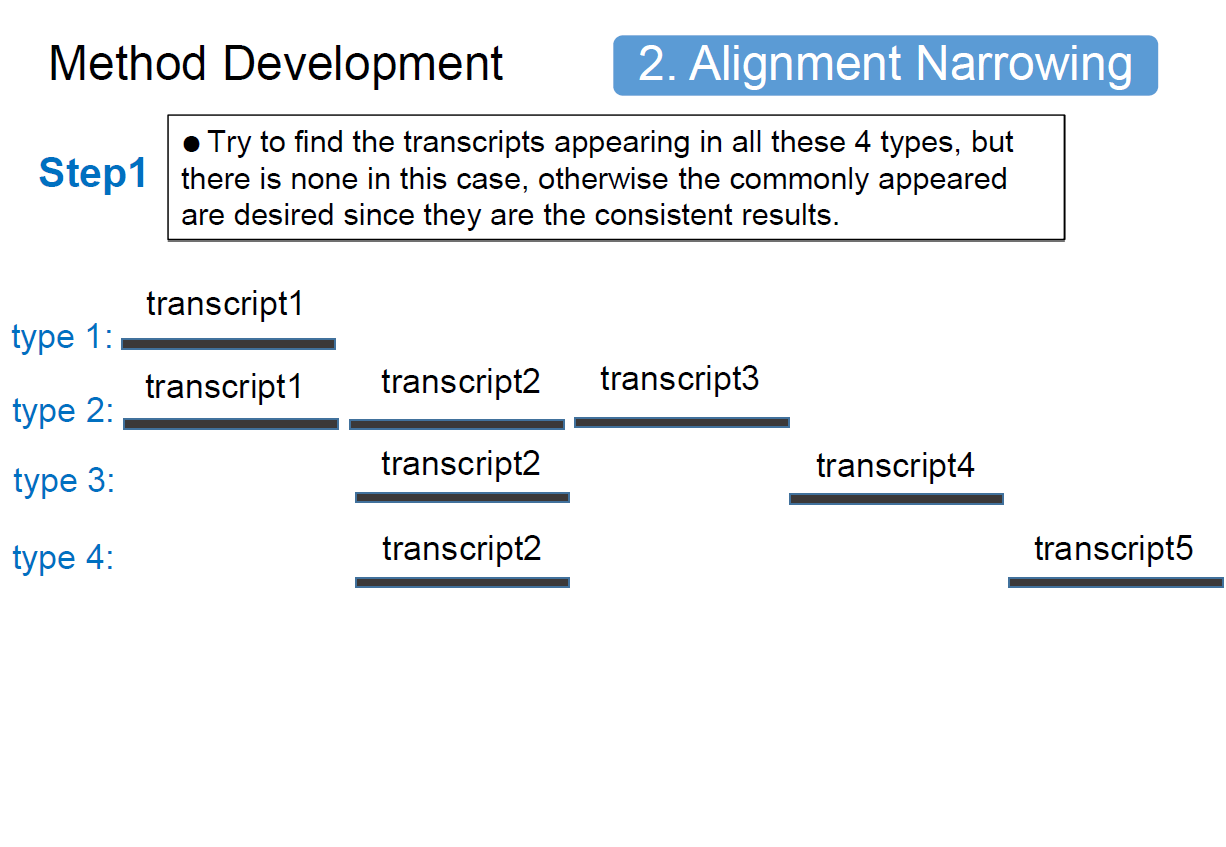 Method Development
2. Alignment Narrowing
Step1
● Try to find the transcripts appearing in all these 4 types, but
there is none in this case, otherwise the commonly appeared
are desired since they are the consistent results.
transcript1
type 1:
transcript1 transcript2 transcript3
type 2:
transcript2 transcript4
type 3:
transcript2 transcript5
type 4: